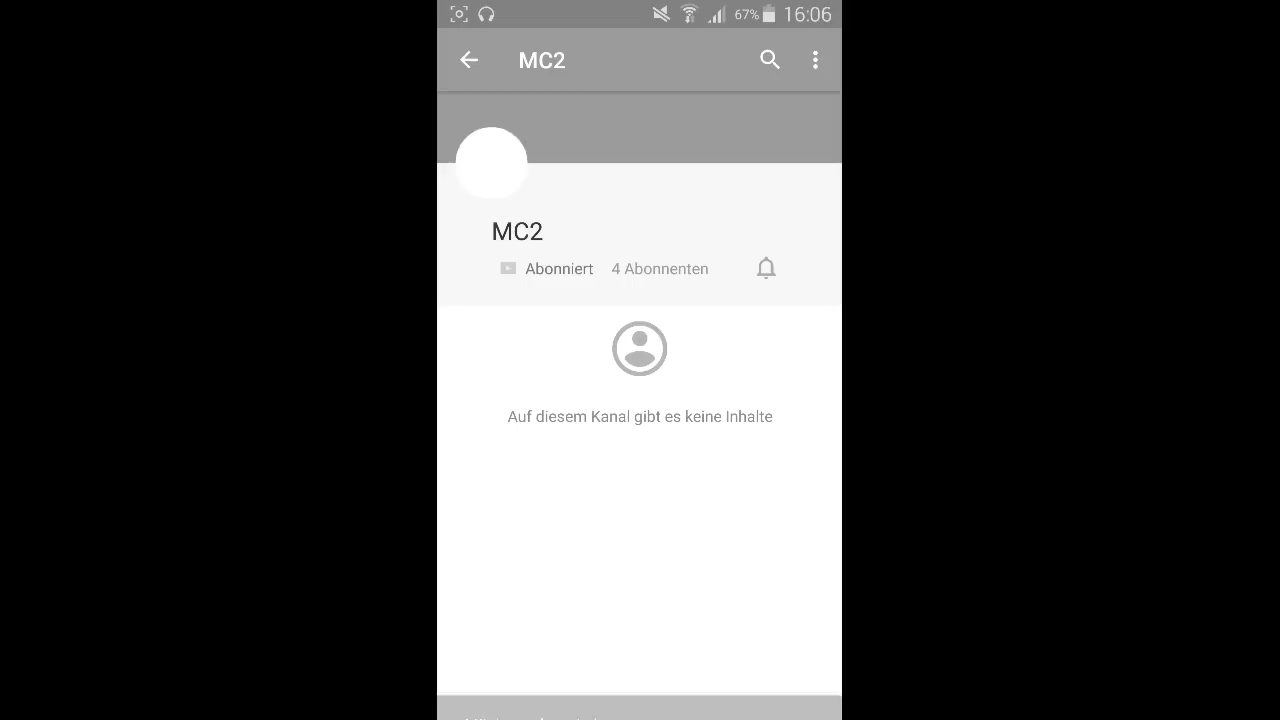 67% 16:06
MC2
MC2
Abonniert 4 Abonnenten
Auf diesem Kanal gibt es keine Inhalte